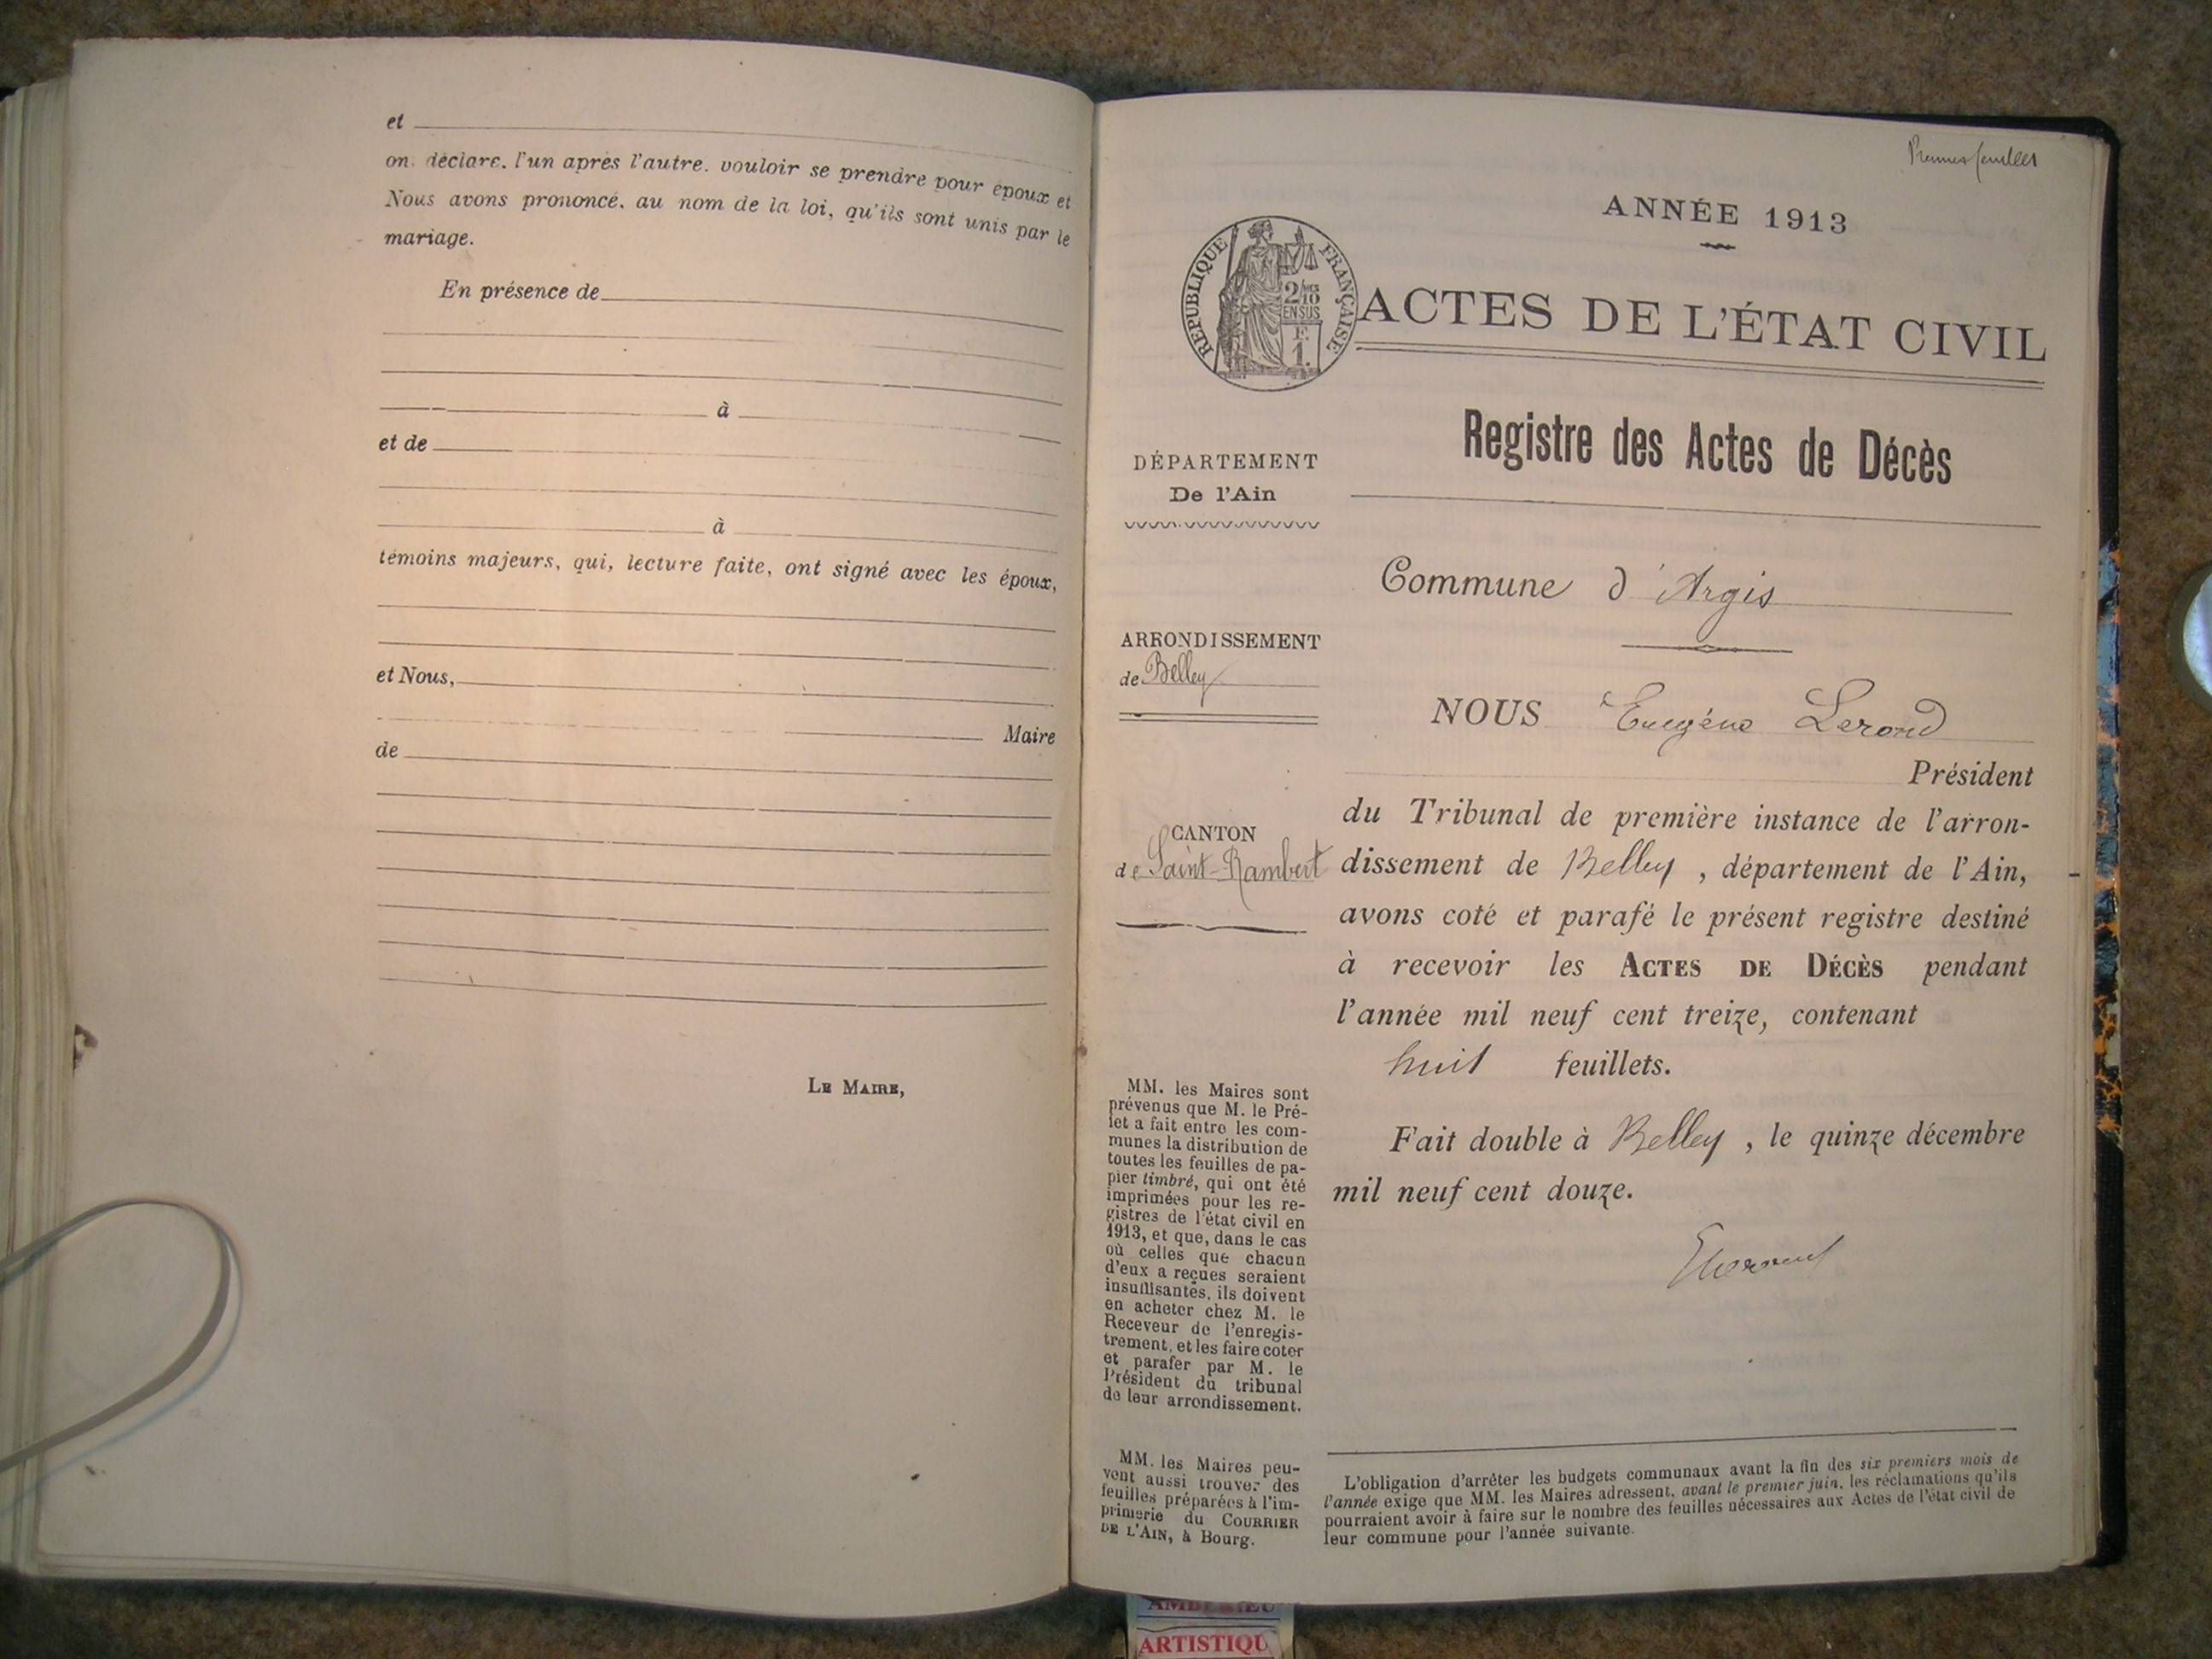 et
ont déclaré, l'un après l'autre, vouloir se prendre pour époux et
Nous avons prononcé, au nom de la loi, qu'ils sont unis par le
mariage.
En présence de
à
et de
à
témoins majeurs, qui, lecture faite, ont signé avec les époux,
et Nous,
Maire
de
LE MAIRE,
ANNÉE 1913
RÉPUBLIQUE FRANÇAISE
2/10
EN SUS
F.
1.
ACTES DE L'ÉTAT CIVIL
Registre des Actes de Décès
DÉPARTEMENT
De l'Ain
ARRONDISSEMENT
de Belley
CANTON
de Saint-Rambert
MM. les Maires sont
prévenus que M. le Pré-
fet a fait entre les com-
munes la distribution de
toutes les feuilles de pa-
pier timbré, qui ont été
imprimées pour les re-
gistres de l'état civil en
1913, et que, dans le cas
où celles que chacun
d'eux a reçues seraient
insuffisantes, ils doivent
en acheter chez M. le
Receveur de l'enregis-
trement, et les faire coter
et parafer par M. le
Président du tribunal
de leur arrondissement.
MM. les Maires peu-
vent aussi trouver des
feuilles préparées à l'im-
primerie du COURRIER
DE L'AIN, à Bourg.
Commune d'Argis
NOUS Eugène Lerond
Président
du Tribunal de première instance de l'arron-
dissement de Belley, département de l'Ain,
avons coté et parafé le présent registre destiné
à recevoir les ACTES DE DÉCÈS pendant
l'année mil neuf cent treize, contenant
huit feuillets.
Fait double à Belley, le quinze décembre
mil neuf cent douze.
L'obligation d'arrêter les budgets communaux avant la fin des six premiers mois de
l'année exige que MM. les Maires adressent, avant le premier juin, les réclamations qu'ils
pourraient avoir à faire sur le nombre des feuilles nécessaires aux Actes de l'état civil de
leur commune pour l'année suivante.
ARTISTIQU